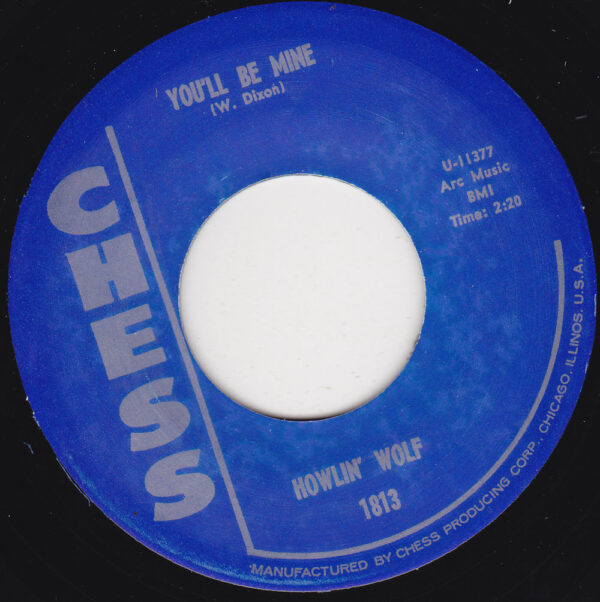 YOU'LL BE MINE
(W. Dixon)
U-11377
Arc Music
BMI
Time: 2:20
CHESS
HOWLIN' WOLF
1813
MANUFACTURED BY CHESS PRODUCING CORP., CHICAGO, ILLINOS, U.S.A.